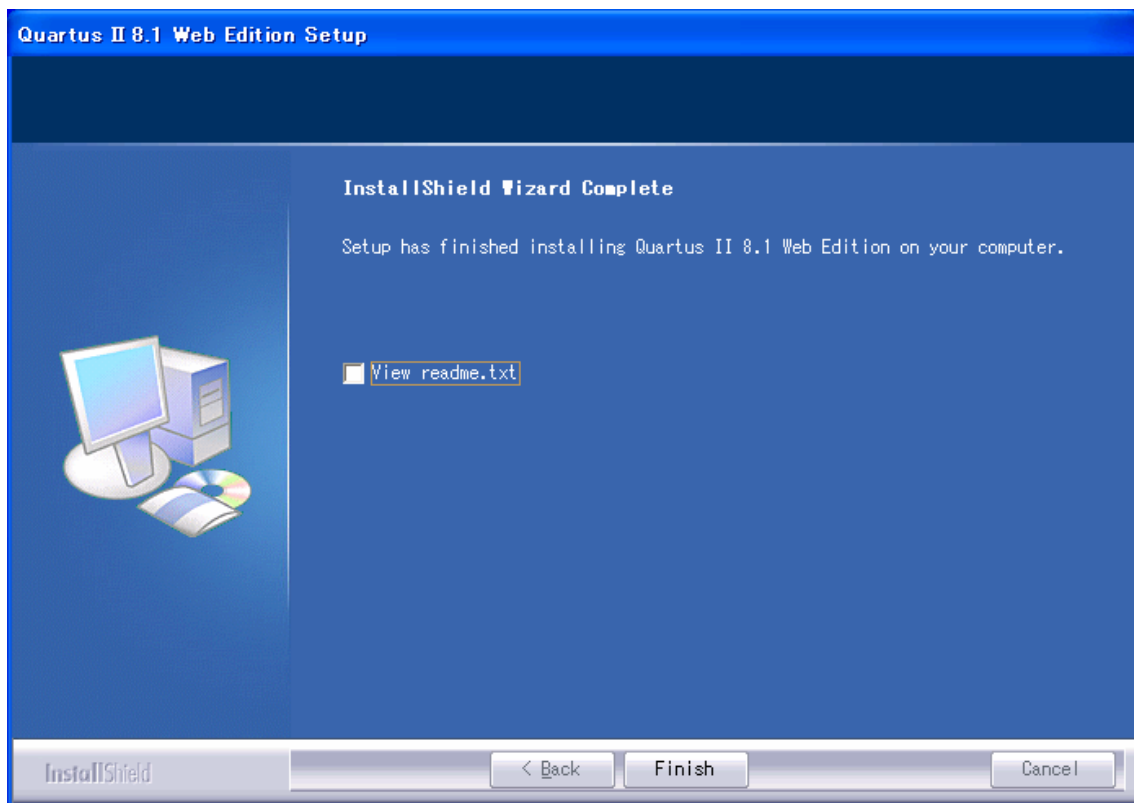 Quartus II 8.1 Web Edition Setup
InstallShield Wizard Complete
Setup has finished installing Quartus II 8.1 Web Edition on your computer.
View readme.txt
InstallShield
< Back
Finish
Cancel